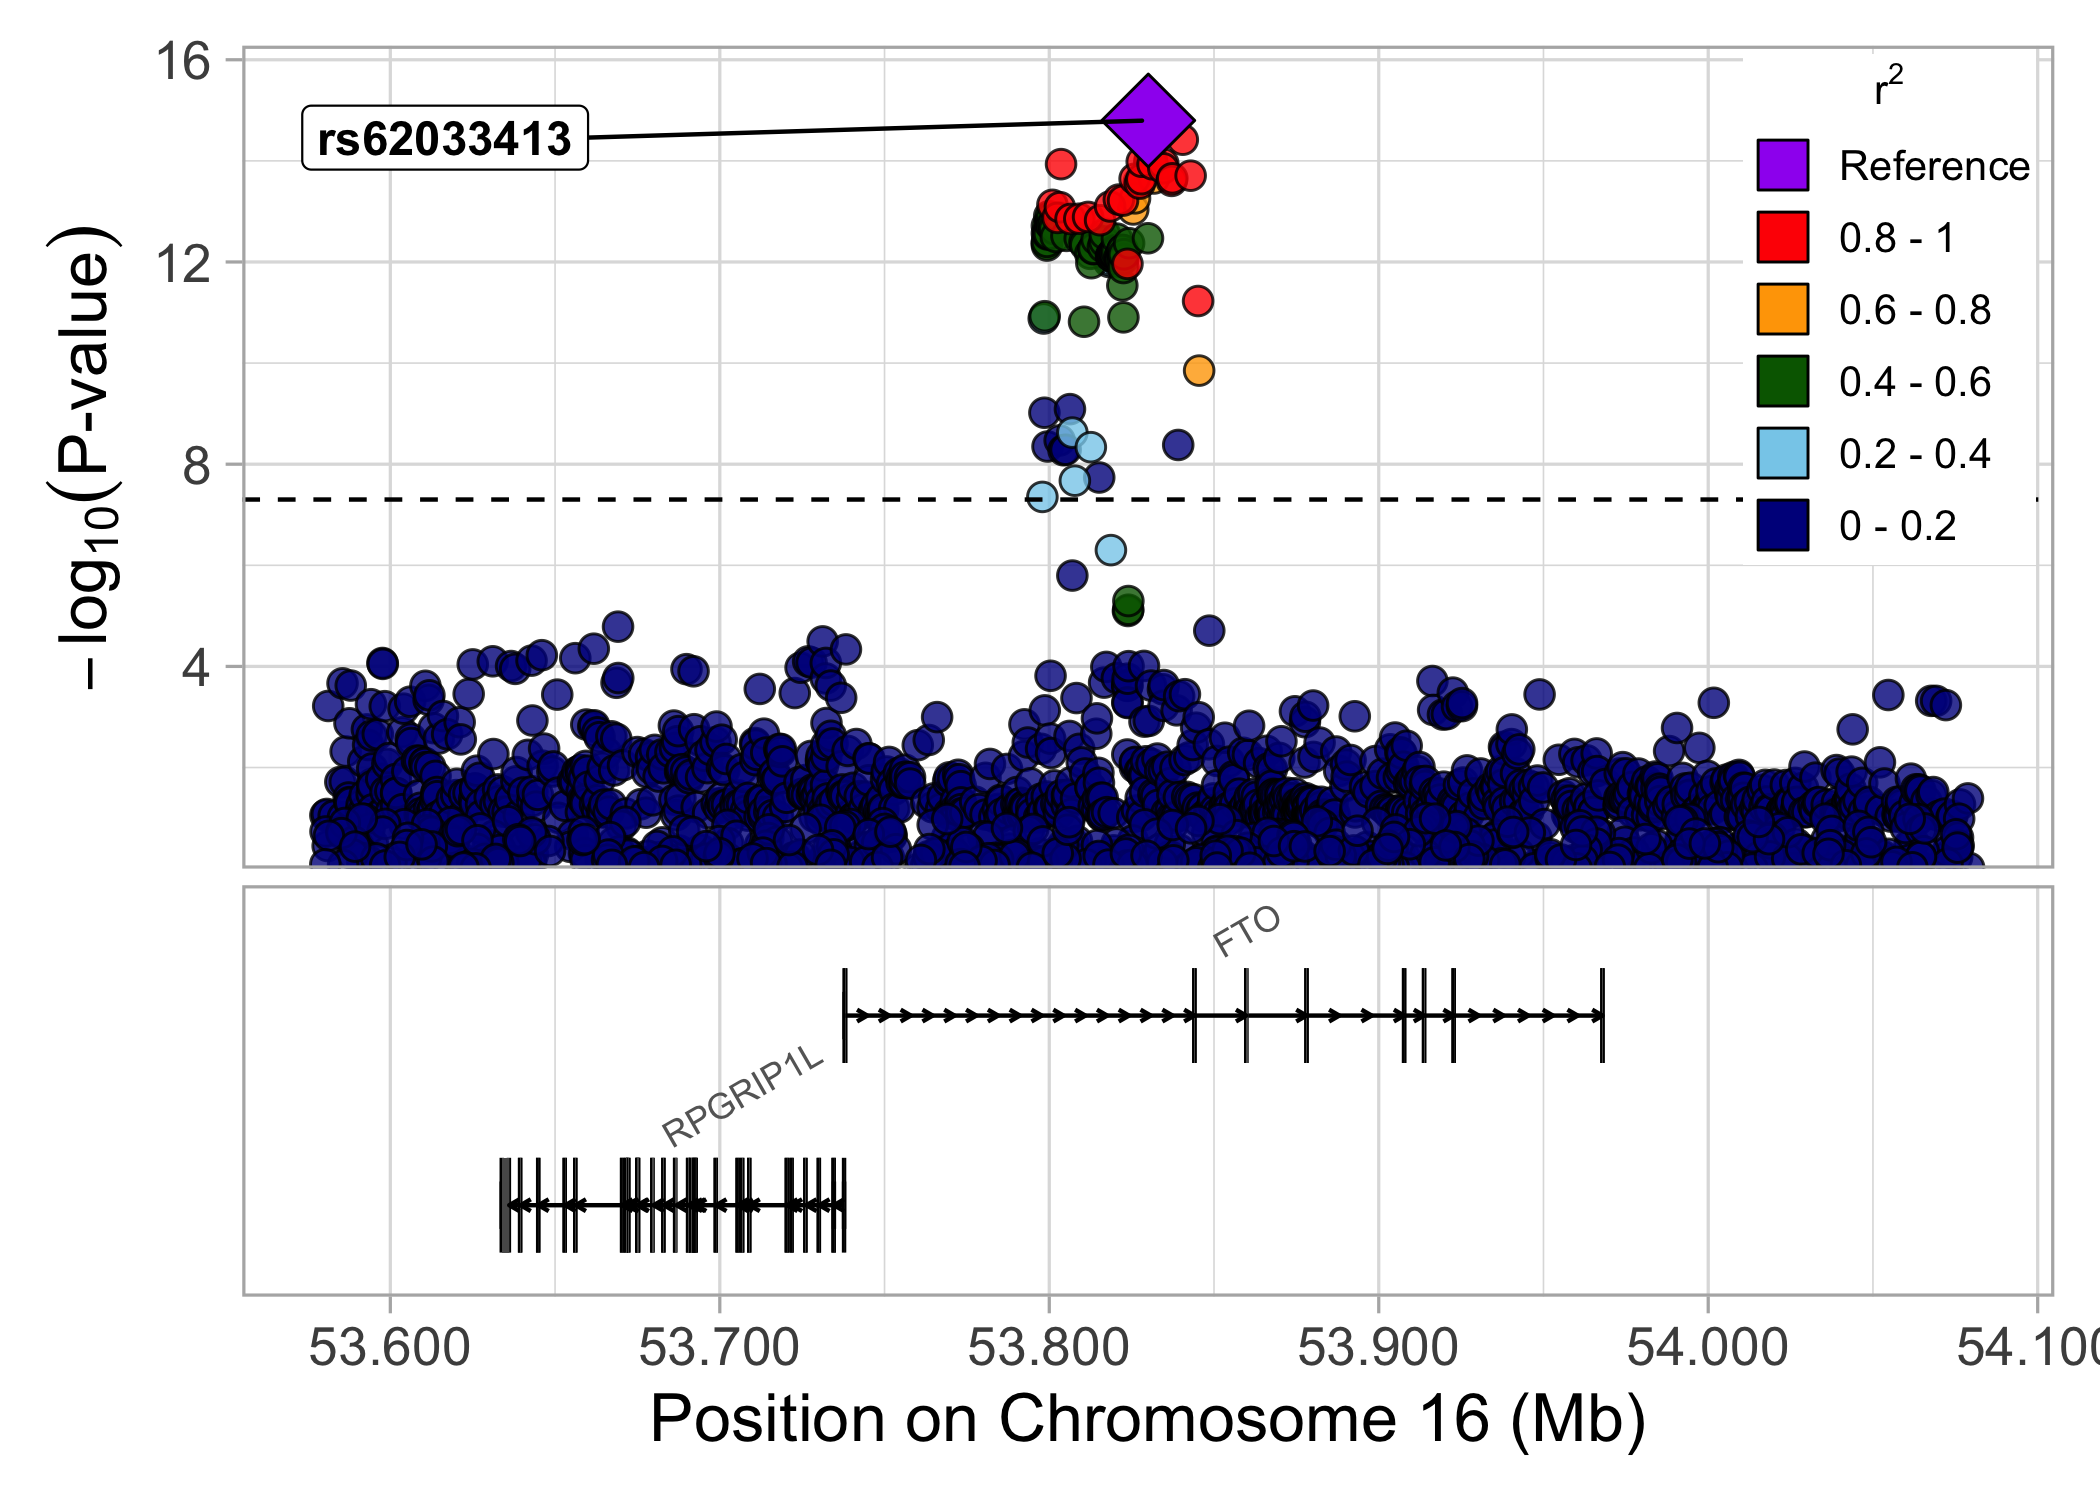 16
12
8
4
− log10(P-value)
rs62033413
r2
Reference
0.8 - 1
0.6 - 0.8
0.4 - 0.6
0.2 - 0.4
0 - 0.2
FTO
RPGRIP1L
53.600 53.700 53.800 53.900 54.000 54.100
Position on Chromosome 16 (Mb)